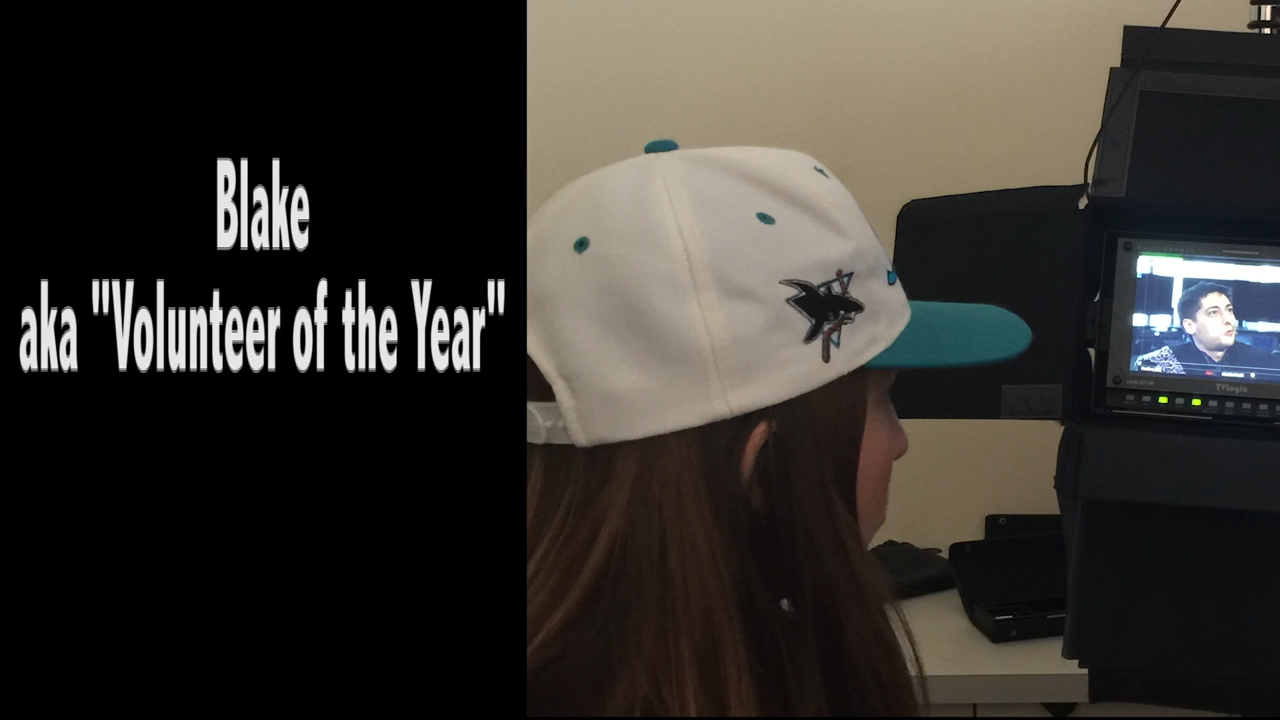 Blake
aka "Volunteer of the Year"
TVlogic